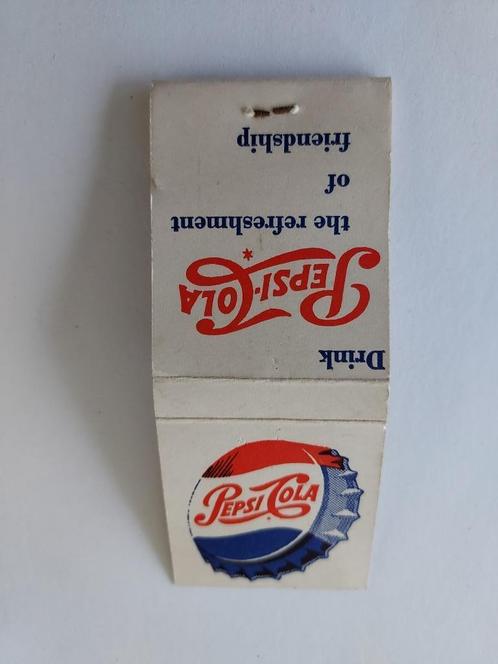 Drink
PEPSI-COLA
the refreshment
of
friendship
PEPSI COLA